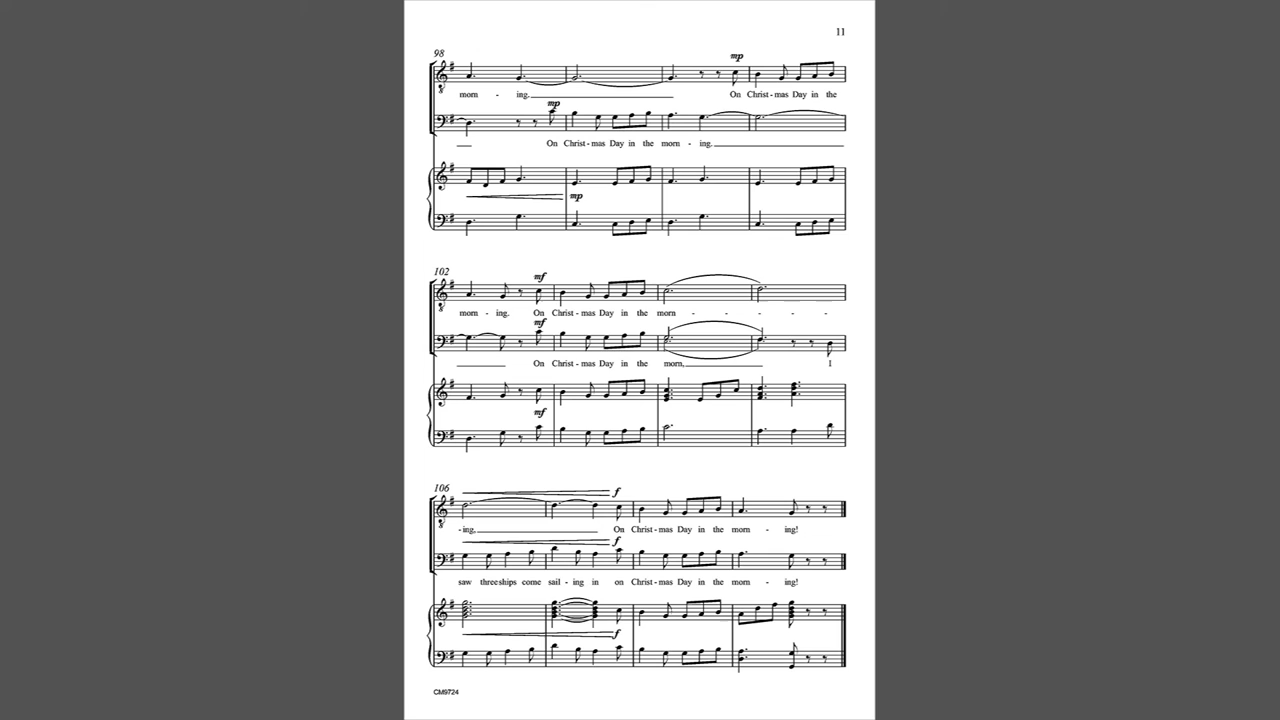 11
98
mp
morn - ing. On Christ - mas Day in the
mp
On Christ - mas Day in the morn - ing.
mp
102
mf
morn - ing. On Christ - mas Day in the morn - - - -
mf
On Christ - mas Day in the morn, I
mf
106
f
- ing, On Christ - mas Day in the morn - ing!
f
saw three ships come sail - ing in on Christ - mas Day in the morn - ing!
f
CM9724